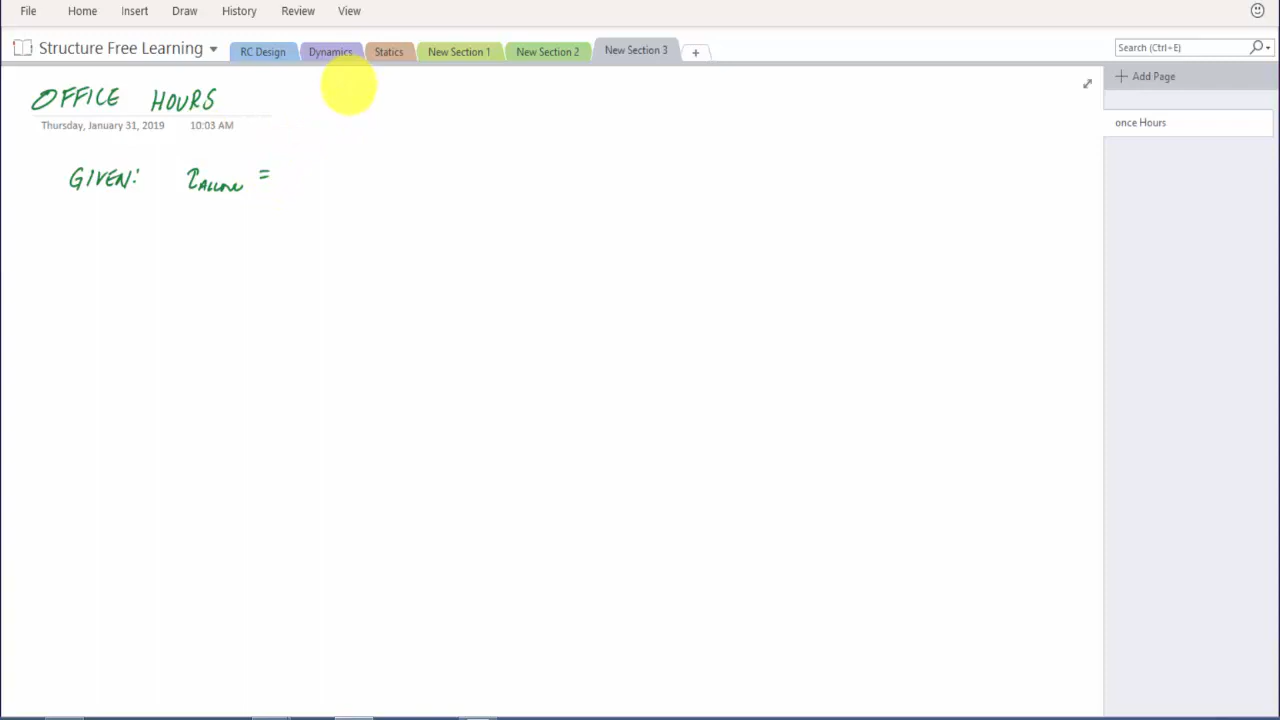 File Home Insert Draw History Review View
Structure Free Learning RC Design Dynamics Statics New Section 1 New Section 2 New Section 3 + Search (Ctrl+E)
Add Page
OFFICE HOURS
once Hours
Thursday, January 31, 2019 10:03 AM
GIVEN: τALLOW =